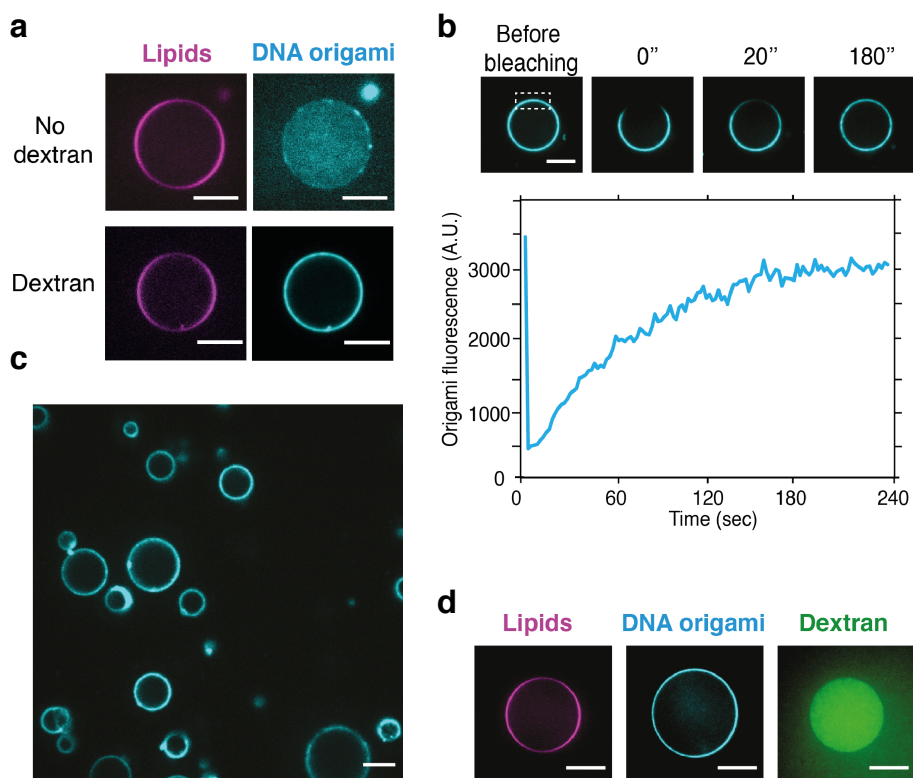 a
Lipids DNA origami
No
dextran
Dextran
b
Before
bleaching
0” 20” 180”
Origami fluorescence (A.U.)
3000
2000
1000
0
0 60 120 180 240
Time (sec)
c
d
Lipids DNA origami Dextran